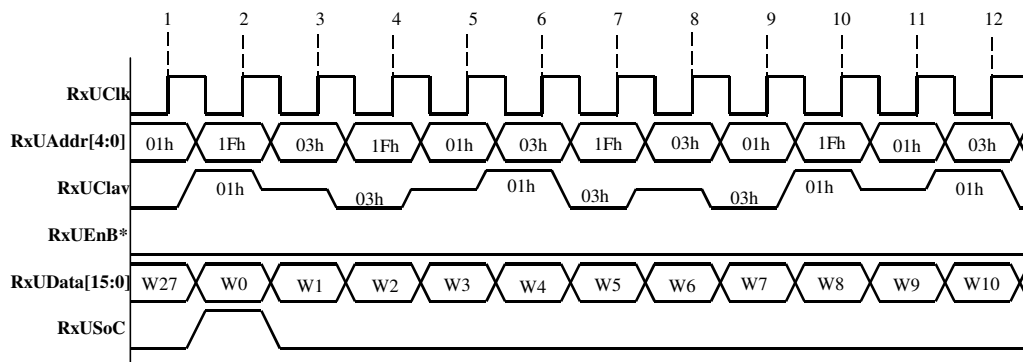 1 2 3 4 5 6 7 8 9 10 11 12
RxUClk
RxUAddr[4:0] 01h 1Fh 03h 1Fh 01h 03h 1Fh 03h 01h 1Fh 01h 03h
RxUClav 01h 03h 01h 03h 03h 01h 01h
RxUEnB*
RxUData[15:0] W27 W0 W1 W2 W3 W4 W5 W6 W7 W8 W9 W10
RxUSoC